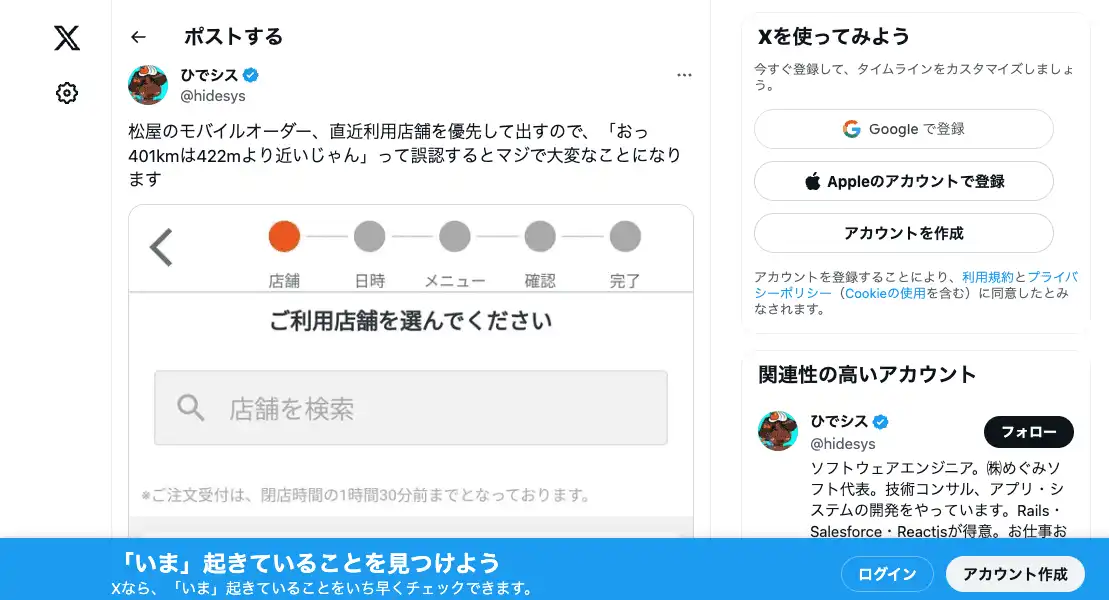 ポストする
ひでシス
@hidesys
松屋のモバイルオーダー、直近利用店舗を優先して出すので、「おっ
401kmは422mより近いじゃん」って誤認するとマジで大変なことになり
ます
店舗
日時
メニュー
確認
完了
ご利用店舗を選んでください
店舗を検索
※ご注文受付は、閉店時間の1時間30分前までとなっております。
Xを使ってみよう
今すぐ登録して、タイムラインをカスタマイズしましょ
う。
Google で登録
Appleのアカウントで登録
アカウントを作成
アカウントを登録することにより、利用規約とプライバ
シーポリシー（Cookieの使用を含む）に同意したとみ
なされます。
関連性の高いアカウント
ひでシス
@hidesys
フォロー
ソフトウェアエンジニア。㈱めぐみソ
フト代表。技術コンサル、アプリ・シ
ステムの開発をやっています。Rails・
Salesforce・Reactjsが得意。お仕事お
「いま」起きていることを見つけよう
Xなら、「いま」起きていることをいち早くチェックできます。
ログイン
アカウント作成